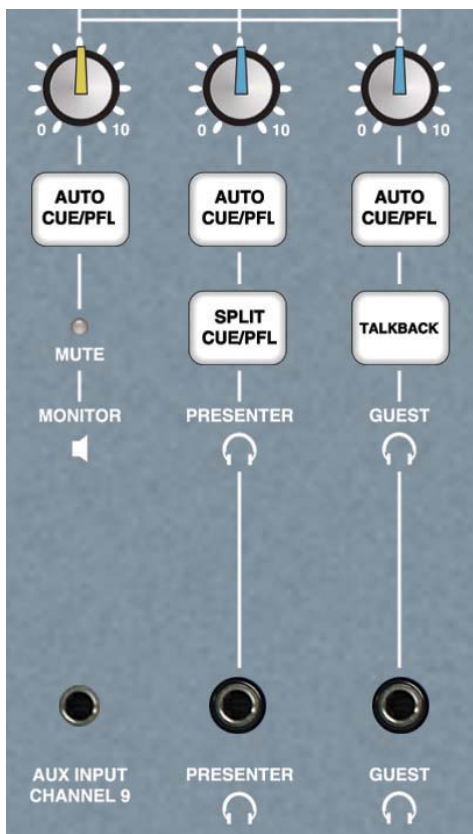 0 10 0 10 0 10
AUTO
CUE/PFL
AUTO
CUE/PFL
AUTO
CUE/PFL
MUTE
SPLIT
CUE/PFL
TALKBACK
MONITOR
PRESENTER
GUEST
AUX INPUT
CHANNEL 9
PRESENTER
GUEST